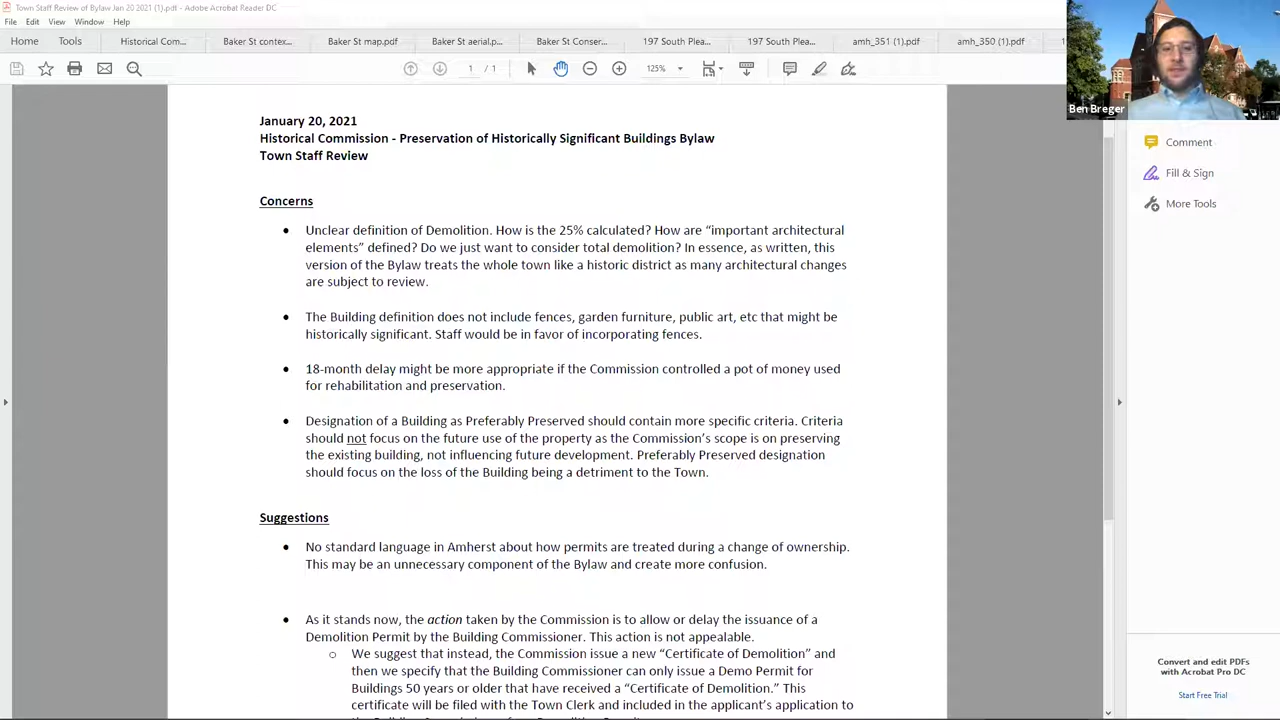 Town Staff Review of Bylaw Jan 20 2021 (1).pdf - Adobe Acrobat Reader DC
File Edit View Window Help
Home Tools Historical Com... Baker St contex... Baker St map.pdf Baker St aerial.p... Baker St Conser... 197 South Plea... 197 South Plea... amh_351 (1).pdf amh_350 (1).pdf
/ 1 125%
Ben Breger
Comment
Fill & Sign
More Tools
January 20, 2021
Historical Commission - Preservation of Historically Significant Buildings Bylaw
Town Staff Review
Concerns
• Unclear definition of Demolition. How is the 25% calculated? How are “important architectural
elements” defined? Do we just want to consider total demolition? In essence, as written, this
version of the Bylaw treats the whole town like a historic district as many architectural changes
are subject to review.
• The Building definition does not include fences, garden furniture, public art, etc that might be
historically significant. Staff would be in favor of incorporating fences.
• 18-month delay might be more appropriate if the Commission controlled a pot of money used
for rehabilitation and preservation.
• Designation of a Building as Preferably Preserved should contain more specific criteria. Criteria
should not focus on the future use of the property as the Commission’s scope is on preserving
the existing building, not influencing future development. Preferably Preserved designation
should focus on the loss of the Building being a detriment to the Town.
Suggestions
• No standard language in Amherst about how permits are treated during a change of ownership.
This may be an unnecessary component of the Bylaw and create more confusion.
• As it stands now, the action taken by the Commission is to allow or delay the issuance of a
Demolition Permit by the Building Commissioner. This action is not appealable.
o We suggest that instead, the Commission issue a new “Certificate of Demolition” and
then we specify that the Building Commissioner can only issue a Demo Permit for
Buildings 50 years or older that have received a “Certificate of Demolition.” This
certificate will be filed with the Town Clerk and included in the applicant’s application to
Convert and edit PDFs
with Acrobat Pro DC
Start Free Trial